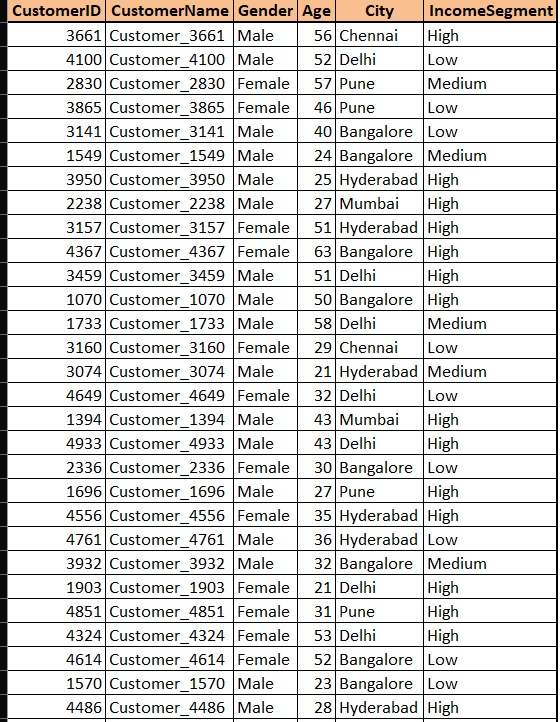 CustomerID CustomerName Gender Age City IncomeSegment
3661 Customer_3661 Male 56 Chennai High
4100 Customer_4100 Male 52 Delhi Low
2830 Customer_2830 Female 57 Pune Medium
3865 Customer_3865 Female 46 Pune Low
3141 Customer_3141 Male 40 Bangalore Low
1549 Customer_1549 Male 24 Bangalore Medium
3950 Customer_3950 Male 25 Hyderabad High
2238 Customer_2238 Male 27 Mumbai High
3157 Customer_3157 Female 51 Hyderabad High
4367 Customer_4367 Female 63 Bangalore High
3459 Customer_3459 Male 51 Delhi High
1070 Customer_1070 Male 50 Bangalore High
1733 Customer_1733 Male 58 Delhi Medium
3160 Customer_3160 Female 29 Chennai Low
3074 Customer_3074 Male 21 Hyderabad Medium
4649 Customer_4649 Female 32 Delhi Low
1394 Customer_1394 Male 43 Mumbai High
4933 Customer_4933 Male 43 Delhi High
2336 Customer_2336 Female 30 Bangalore Low
1696 Customer_1696 Male 27 Pune High
4556 Customer_4556 Female 35 Hyderabad High
4761 Customer_4761 Male 36 Hyderabad Low
3932 Customer_3932 Male 32 Bangalore Medium
1903 Customer_1903 Female 21 Delhi High
4851 Customer_4851 Female 31 Pune High
4324 Customer_4324 Female 53 Delhi High
4614 Customer_4614 Female 52 Bangalore Low
1570 Customer_1570 Male 23 Bangalore Low
4486 Customer_4486 Male 28 Hyderabad High